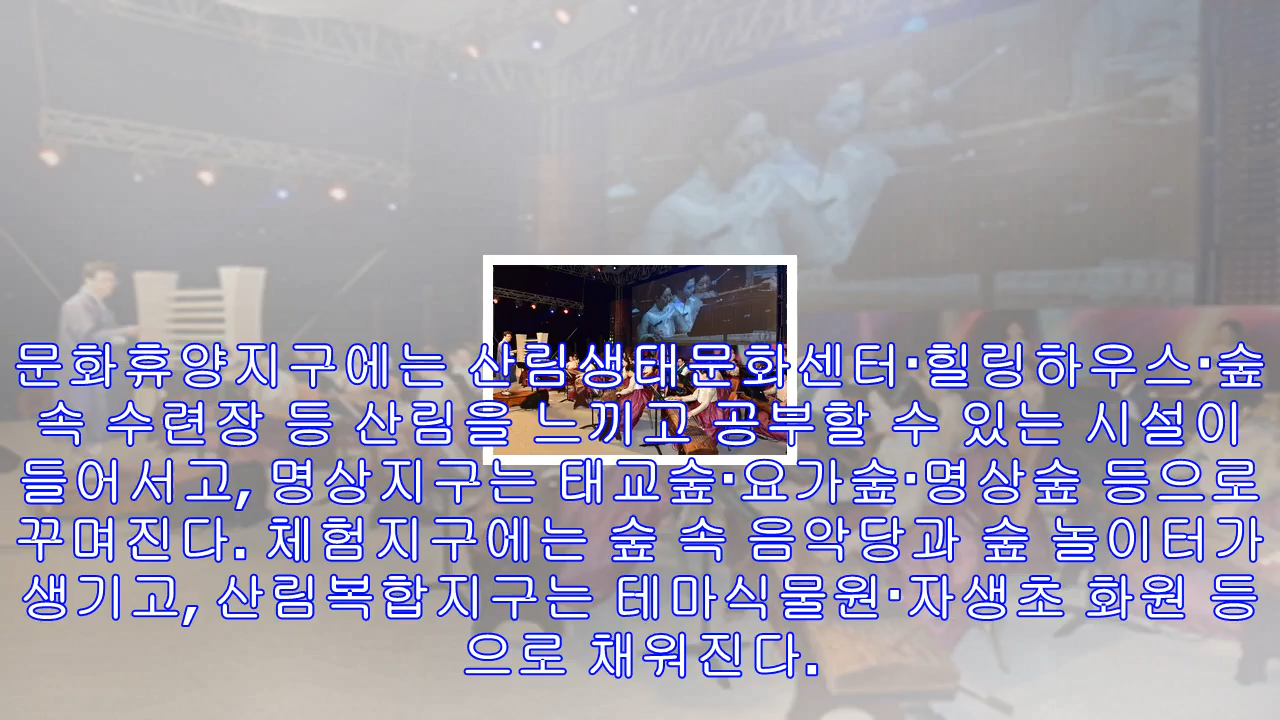 문화휴양지구에는 산림생태문화센터·힐링하우스·숲
속 수련장 등 산림을 느끼고 공부할 수 있는 시설이
들어서고, 명상지구는 태교숲·요가숲·명상숲 등으로
꾸며진다. 체험지구에는 숲 속 음악당과 숲 놀이터가
생기고, 산림복합지구는 테마식물원·자생초 화원 등
으로 채워진다.